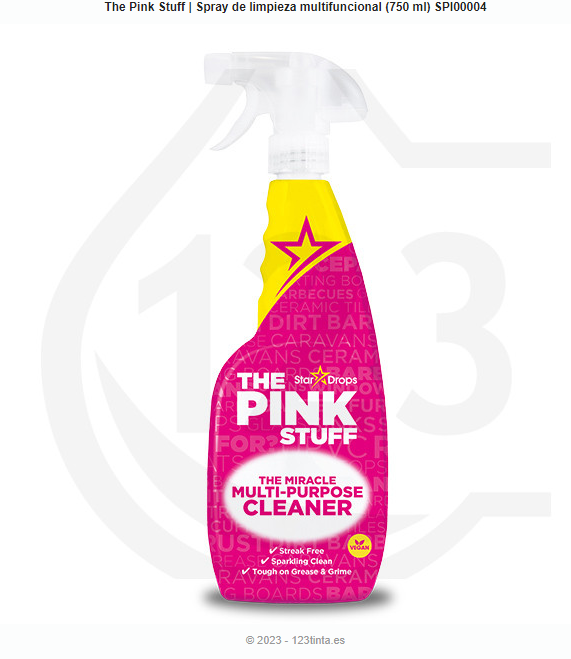 The Pink Stuff | Spray de limpieza multifuncional (750 ml) SPI00004
123
THE
Star Drops
PINK
STUFF
THE MIRACLE
MULTI-PURPOSE
CLEANER
VEGAN
✓ Streak Free
✓ Sparkling Clean
✓ Tough on Grease & Grime
© 2023 - 123tinta.es